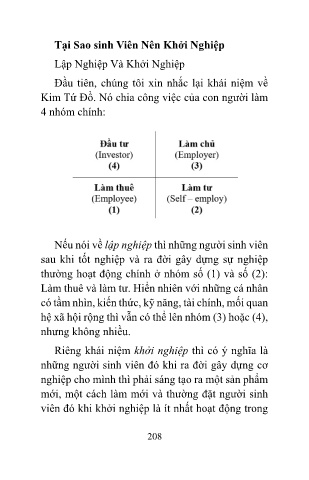 Tại Sao sinh Viên Nên Khởi Nghiệp
Lập Nghiệp Và Khởi Nghiệp
Đầu tiên, chúng tôi xin nhắc lại khái niệm về
Kim Tứ Đồ. Nó chia công việc của con người làm
4 nhóm chính:
Đầu tư
(Investor)
(4)
Làm chủ
(Employer)
(3)
Làm thuê
(Employee)
(1)
Làm tư
(Self – employ)
(2)
Nếu nói về lập nghiệp thì những người sinh viên
sau khi tốt nghiệp và ra đời gây dựng sự nghiệp
thường hoạt động chính ở nhóm số (1) và số (2):
Làm thuê và làm tư. Hiển nhiên với những cá nhân
có tầm nhìn, kiến thức, kỹ năng, tài chính, mối quan
hệ xã hội rộng thì vẫn có thể lên nhóm (3) hoặc (4),
nhưng không nhiều.
Riêng khái niệm khởi nghiệp thì có ý nghĩa là
những người sinh viên đó khi ra đời gây dựng cơ
nghiệp cho mình thì phải sáng tạo ra một sản phẩm
mới, một cách làm mới và thường đặt người sinh
viên đó khi khởi nghiệp là ít nhất hoạt động trong
208